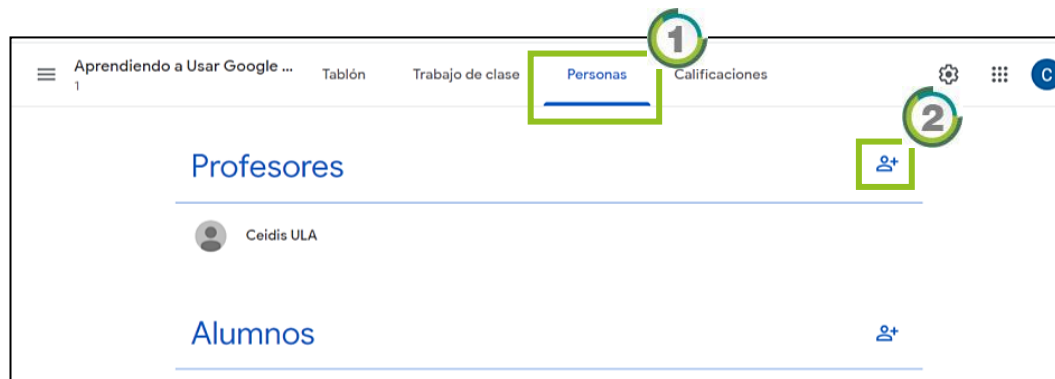 1
Aprendiendo a Usar Google ...
1
Tablón
Trabajo de clase
Personas
Calificaciones
C
2
Profesores
Ceidis ULA
Alumnos